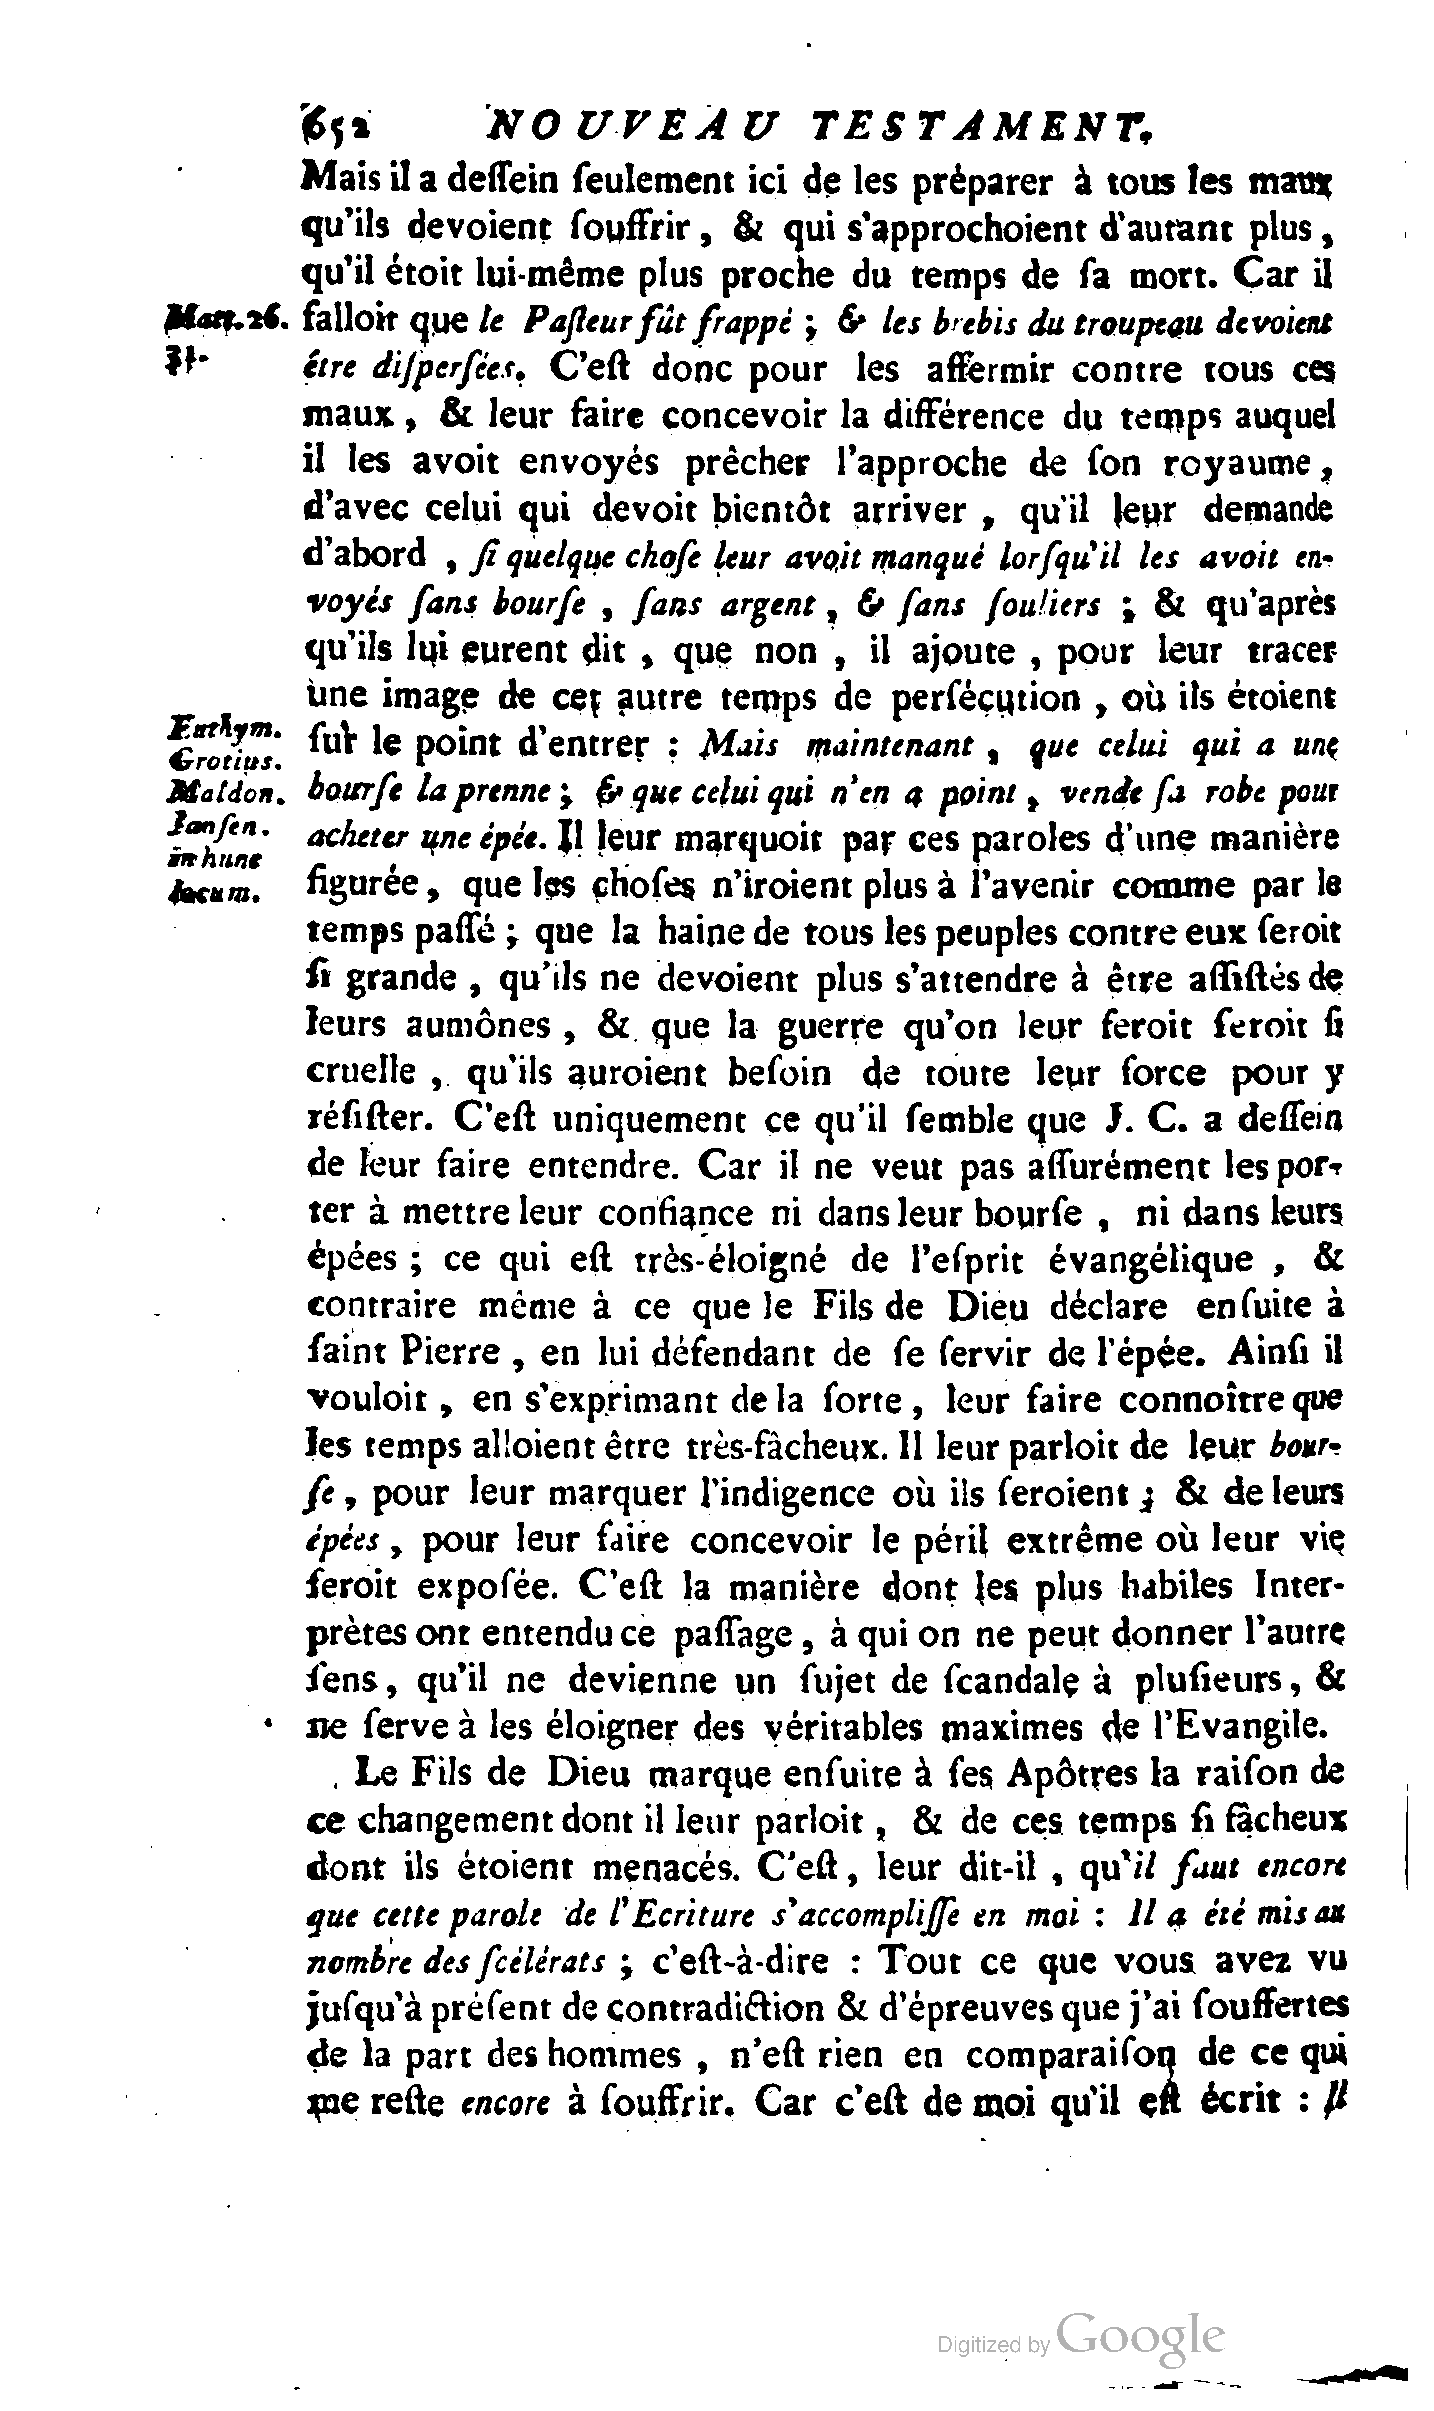 652 NOUVEAU TESTAMENT.
Mais il a deſſein ſeulement ici de les préparer à tous les maux
qu'ils devoient ſouffrir, & qui s'approchoient d'autant plus,
qu'il étoit lui-même plus proche du temps de ſa mort. Car il
Matt. 26. falloit que le Paſteur fût frappé ; & les brebis du troupeau devoient
31. être diſperſées. C'eſt donc pour les affermir contre tous ces
maux, & leur faire concevoir la différence du temps auquel
il les avoit envoyés prêcher l'approche de ſon royaume,
d'avec celui qui devoit bientôt arriver, qu'il leur demande
d'abord, ſi quelque choſe leur avoit manqué lorſqu'il les avoit en-
voyés ſans bourſe, ſans argent, & ſans ſouliers ; & qu'après
qu'ils lui eurent dit, que non, il ajoute, pour leur tracer
une image de cet autre temps de perſécution, où ils étoient
Euthym. ſur le point d'entrer : Mais maintenant, que celui qui a une
Grotius.
Maldon. bourſe la prenne ; & que celui qui n'en a point, vende ſa robe pour
Janſen. acheter une épée. Il leur marquoit par ces paroles d'une manière
in hunc
locum. figurée, que les choſes n'iroient plus à l'avenir comme par le
temps paſſé ; que la haine de tous les peuples contre eux ſeroit
ſi grande, qu'ils ne devoient plus s'attendre à être aſſiſtés de
leurs aumônes, & que la guerre qu'on leur feroit ſeroit ſi
cruelle, qu'ils auroient beſoin de toute leur force pour y
réſiſter. C'eſt uniquement ce qu'il ſemble que J. C. a deſſein
de leur faire entendre. Car il ne veut pas aſſurément les por-
ter à mettre leur confiance ni dans leur bourſe, ni dans leurs
épées ; ce qui eſt très-éloigné de l'eſprit évangélique, &
contraire même à ce que le Fils de Dieu déclare enſuite à
ſaint Pierre, en lui défendant de ſe ſervir de l'épée. Ainſi il
vouloit, en s'exprimant de la ſorte, leur faire connoître que
les temps alloient être très-fâcheux. Il leur parloit de leur bour-
ſe, pour leur marquer l'indigence où ils ſeroient ; & de leurs
épées, pour leur faire concevoir le péril extrême où leur vie
ſeroit expoſée. C'eſt la manière dont les plus habiles Inter-
prètes ont entendu ce paſſage, à qui on ne peut donner l'autre
ſens, qu'il ne devienne un ſujet de ſcandale à pluſieurs, &
ne ſerve à les éloigner des véritables maximes de l'Evangile.
Le Fils de Dieu marque enſuite à ſes Apôtres la raiſon de
ce changement dont il leur parloit, & de ces temps ſi fâcheux
dont ils étoient menacés. C'eſt, leur dit-il, qu'il faut encore
que cette parole de l'Ecriture s'accompliſſe en moi : Il a été mis au
nombre des ſcélérats ; c'eſt-à-dire : Tout ce que vous avez vu
juſqu'à préſent de contradiction & d'épreuves que j'ai ſouffertes
de la part des hommes, n'eſt rien en comparaiſon de ce qui
me reſte encore à ſouffrir. Car c'eſt de moi qu'il eſt écrit : Il
Digitized by Google